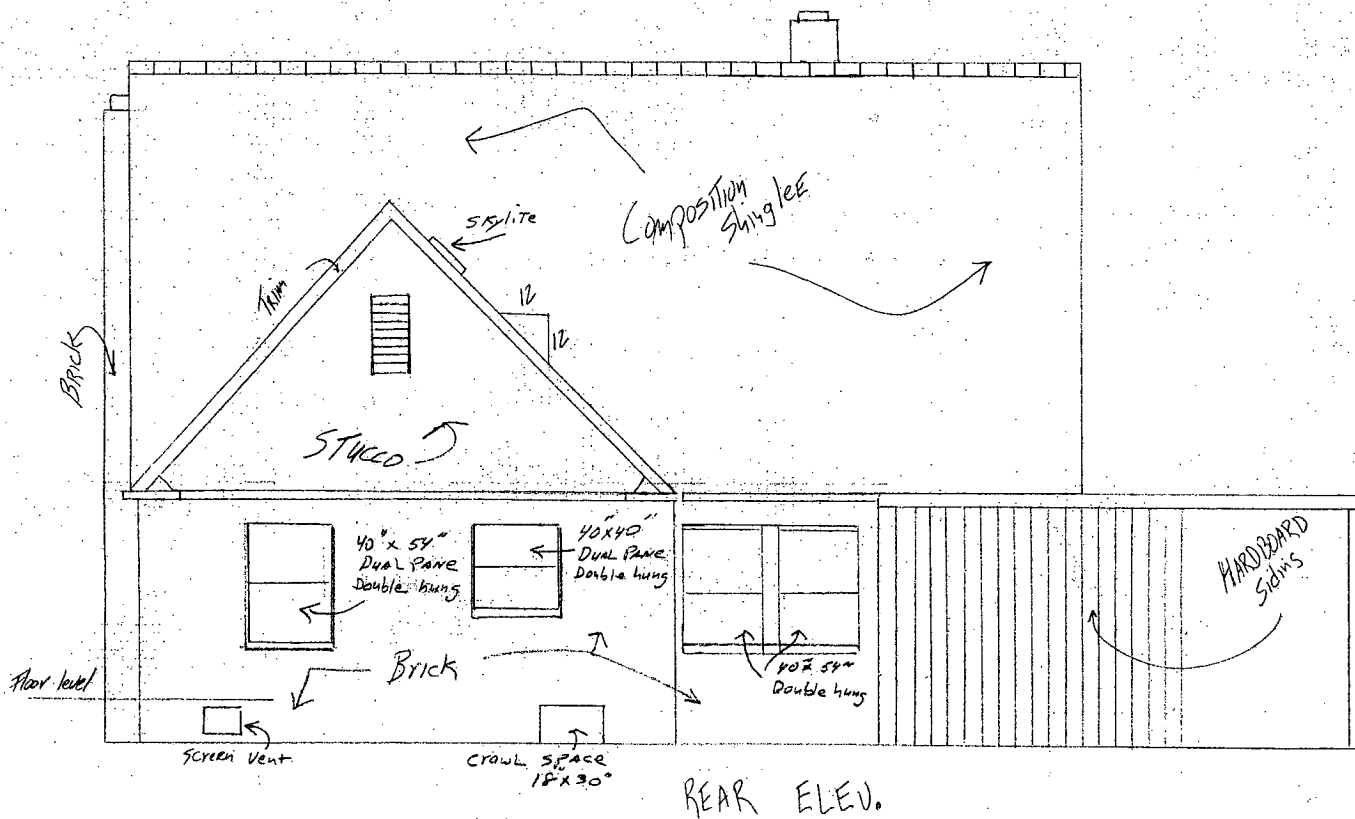 SKylite
Composition
ShinglEE
TRIM
12
12
BRICK
STUCCO
40" x 54"
DUAL PANE
Double hung
40"x40"
DUAL PANE
Double hung
HARDBOARD
Siding
Brick
40" x 54"
Double hung
Floor level
Screen Vent
Crawl SPACE
18"x30"
REAR ELEV.